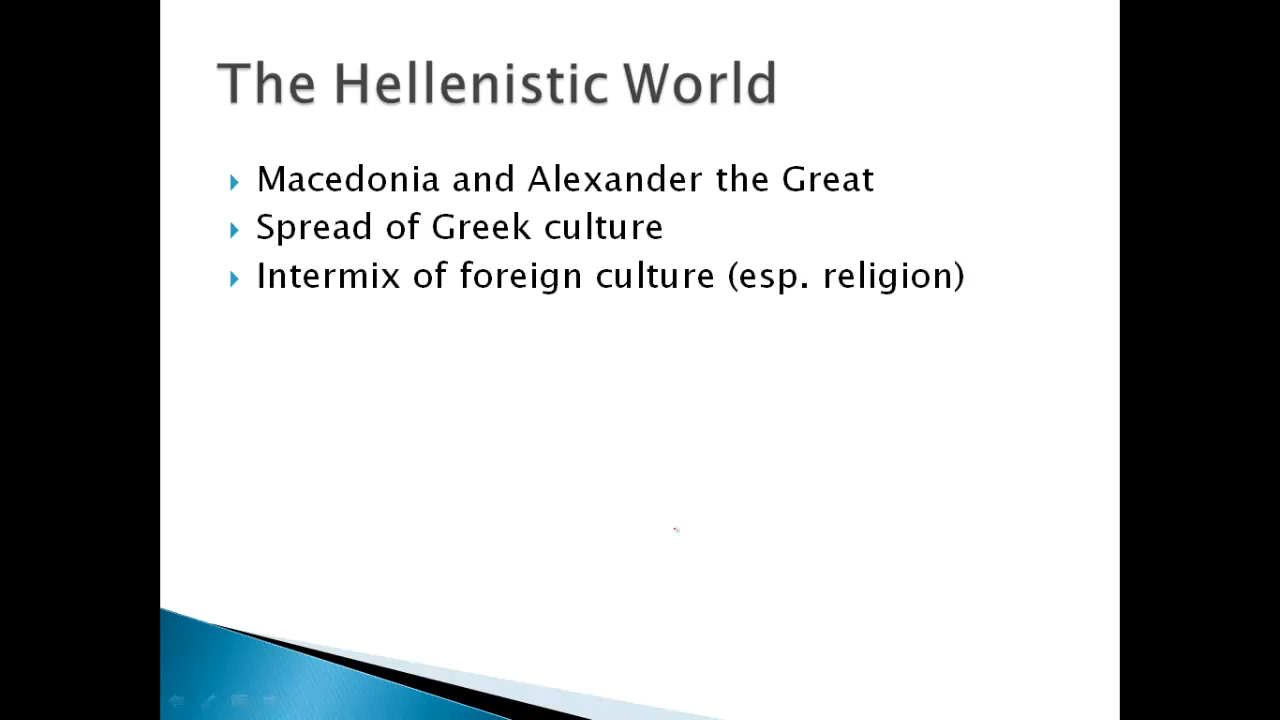 The Hellenistic World
Macedonia and Alexander the Great
Spread of Greek culture
Intermix of foreign culture (esp. religion)